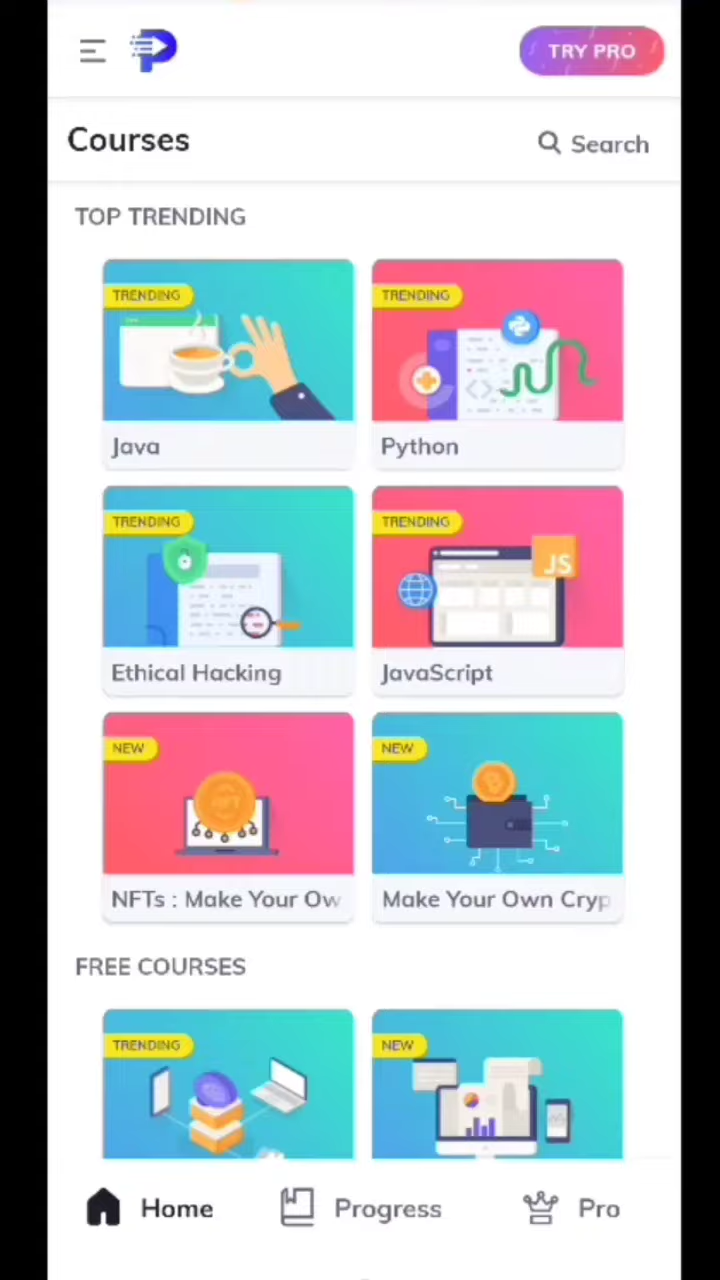 TRY PRO
Courses
Search
TOP TRENDING
TRENDING
TRENDING
Java
Python
TRENDING
TRENDING
JS
Ethical Hacking
JavaScript
NEW
NEW
NFTs : Make Your Ow
Make Your Own Cryp
FREE COURSES
TRENDING
NEW
Home
Progress
Pro